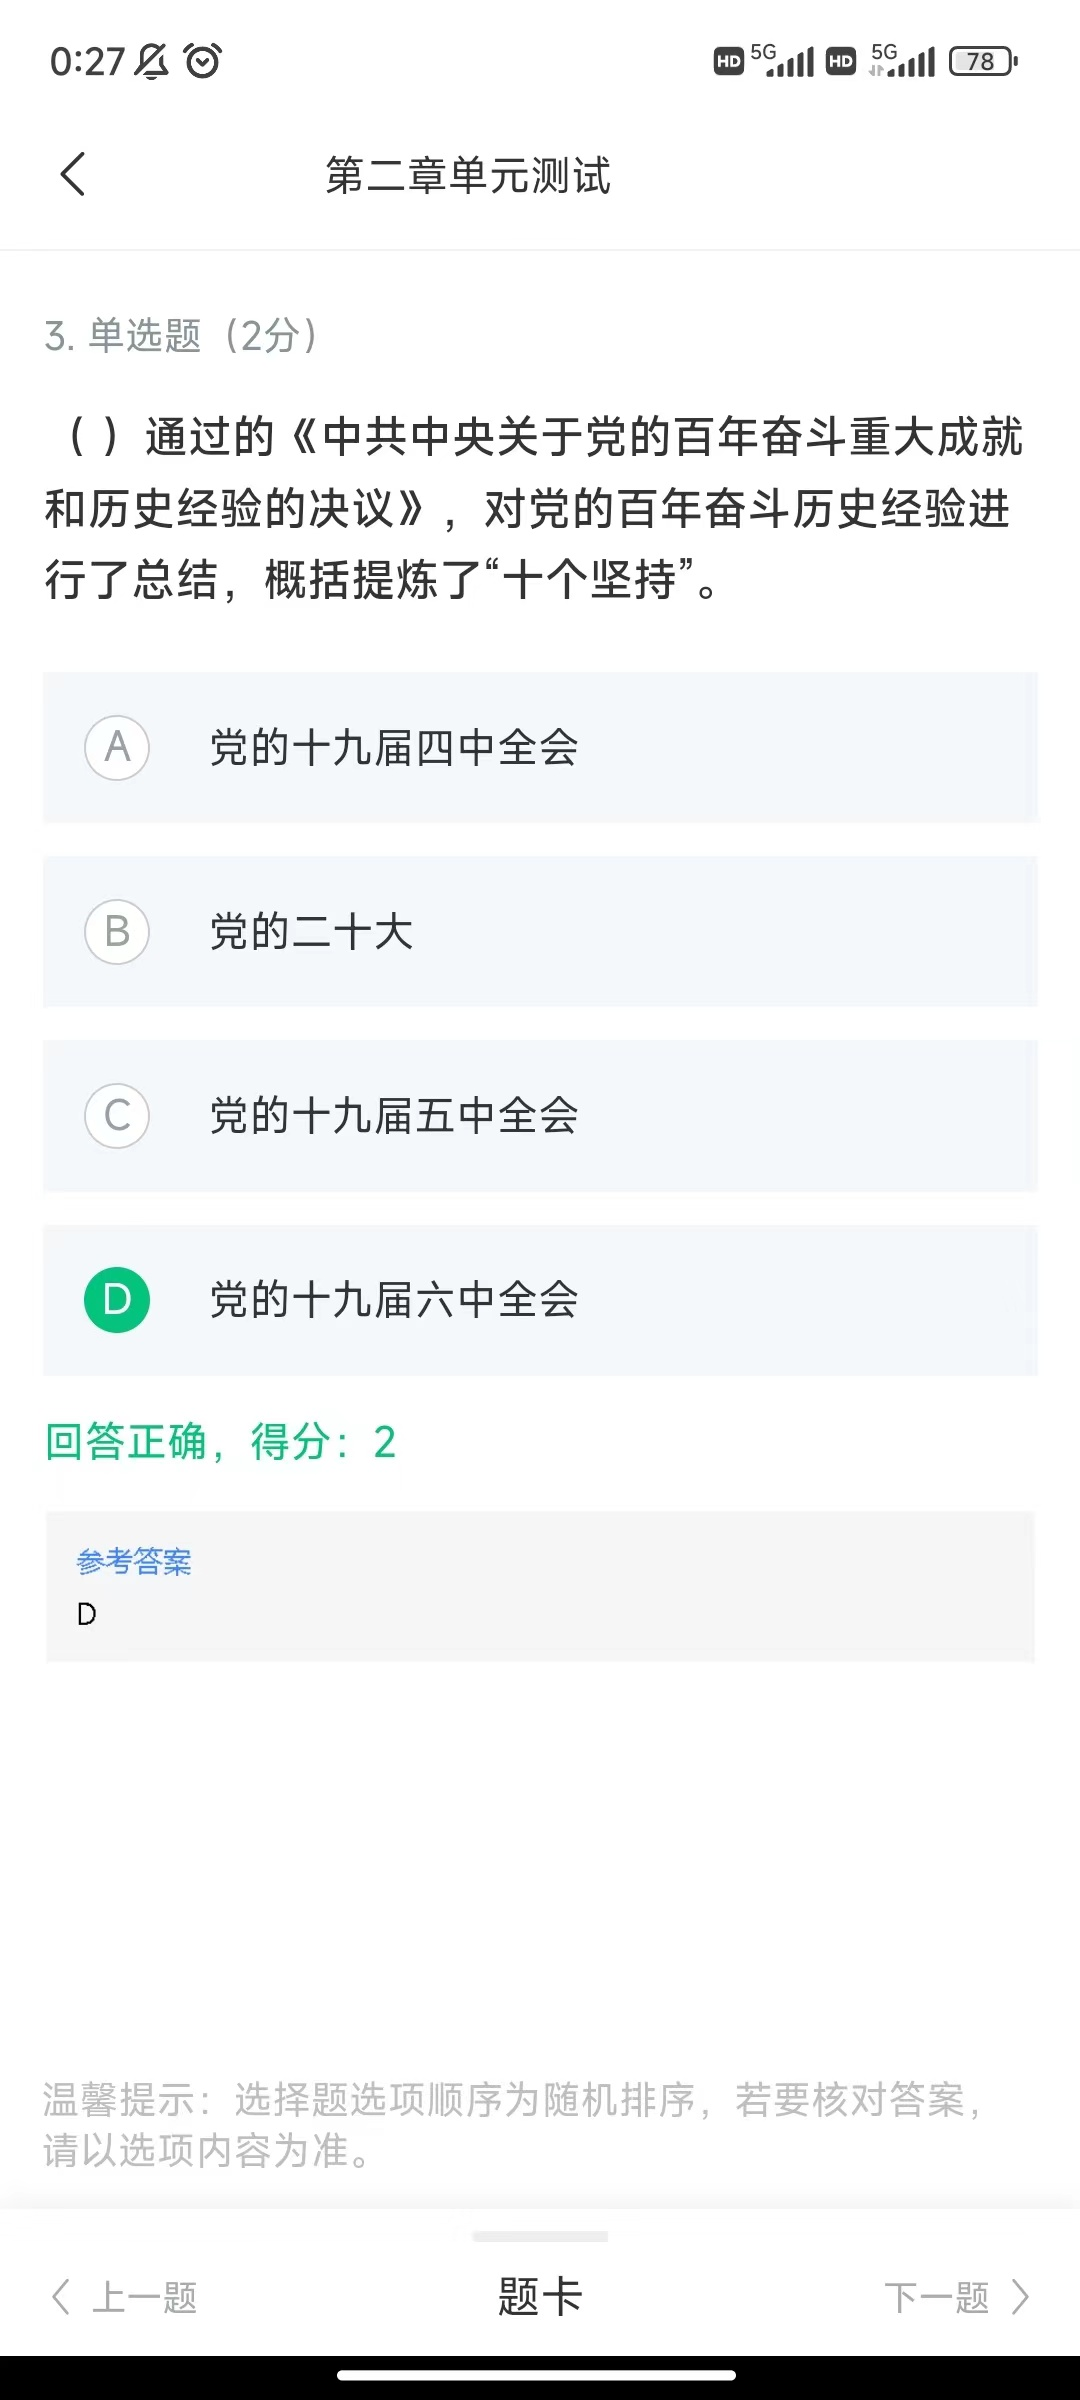 0:27 HD 5G HD 5G 78
第二章单元测试
3. 单选题（2分）
（ ）通过的《中共中央关于党的百年奋斗重大成就
和历史经验的决议》，对党的百年奋斗历史经验进
行了总结，概括提炼了“十个坚持”。
A 党的十九届四中全会
B 党的二十大
C 党的十九届五中全会
D 党的十九届六中全会
回答正确，得分：2
参考答案
D
温馨提示：选择题选项顺序为随机排序，若要核对答案，
请以选项内容为准。
上一题 题卡 下一题